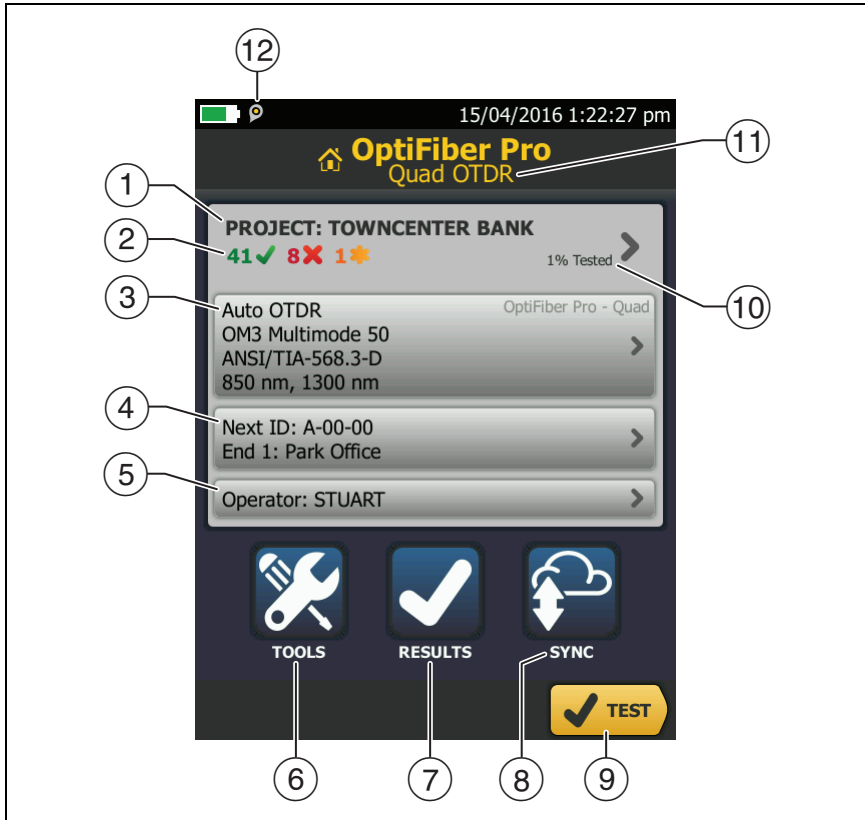 12
15/04/2016 1:22:27 pm
OptiFiber Pro
Quad OTDR
11
1
PROJECT: TOWNCENTER BANK
2
41 8 1
1% Tested
3
Auto OTDR
OptiFiber Pro - Quad
10
OM3 Multimode 50
ANSI/TIA-568.3-D
850 nm, 1300 nm
4
Next ID: A-00-00
End 1: Park Office
5
Operator: STUART
TOOLS
RESULTS
SYNC
TEST
6
7
8
9